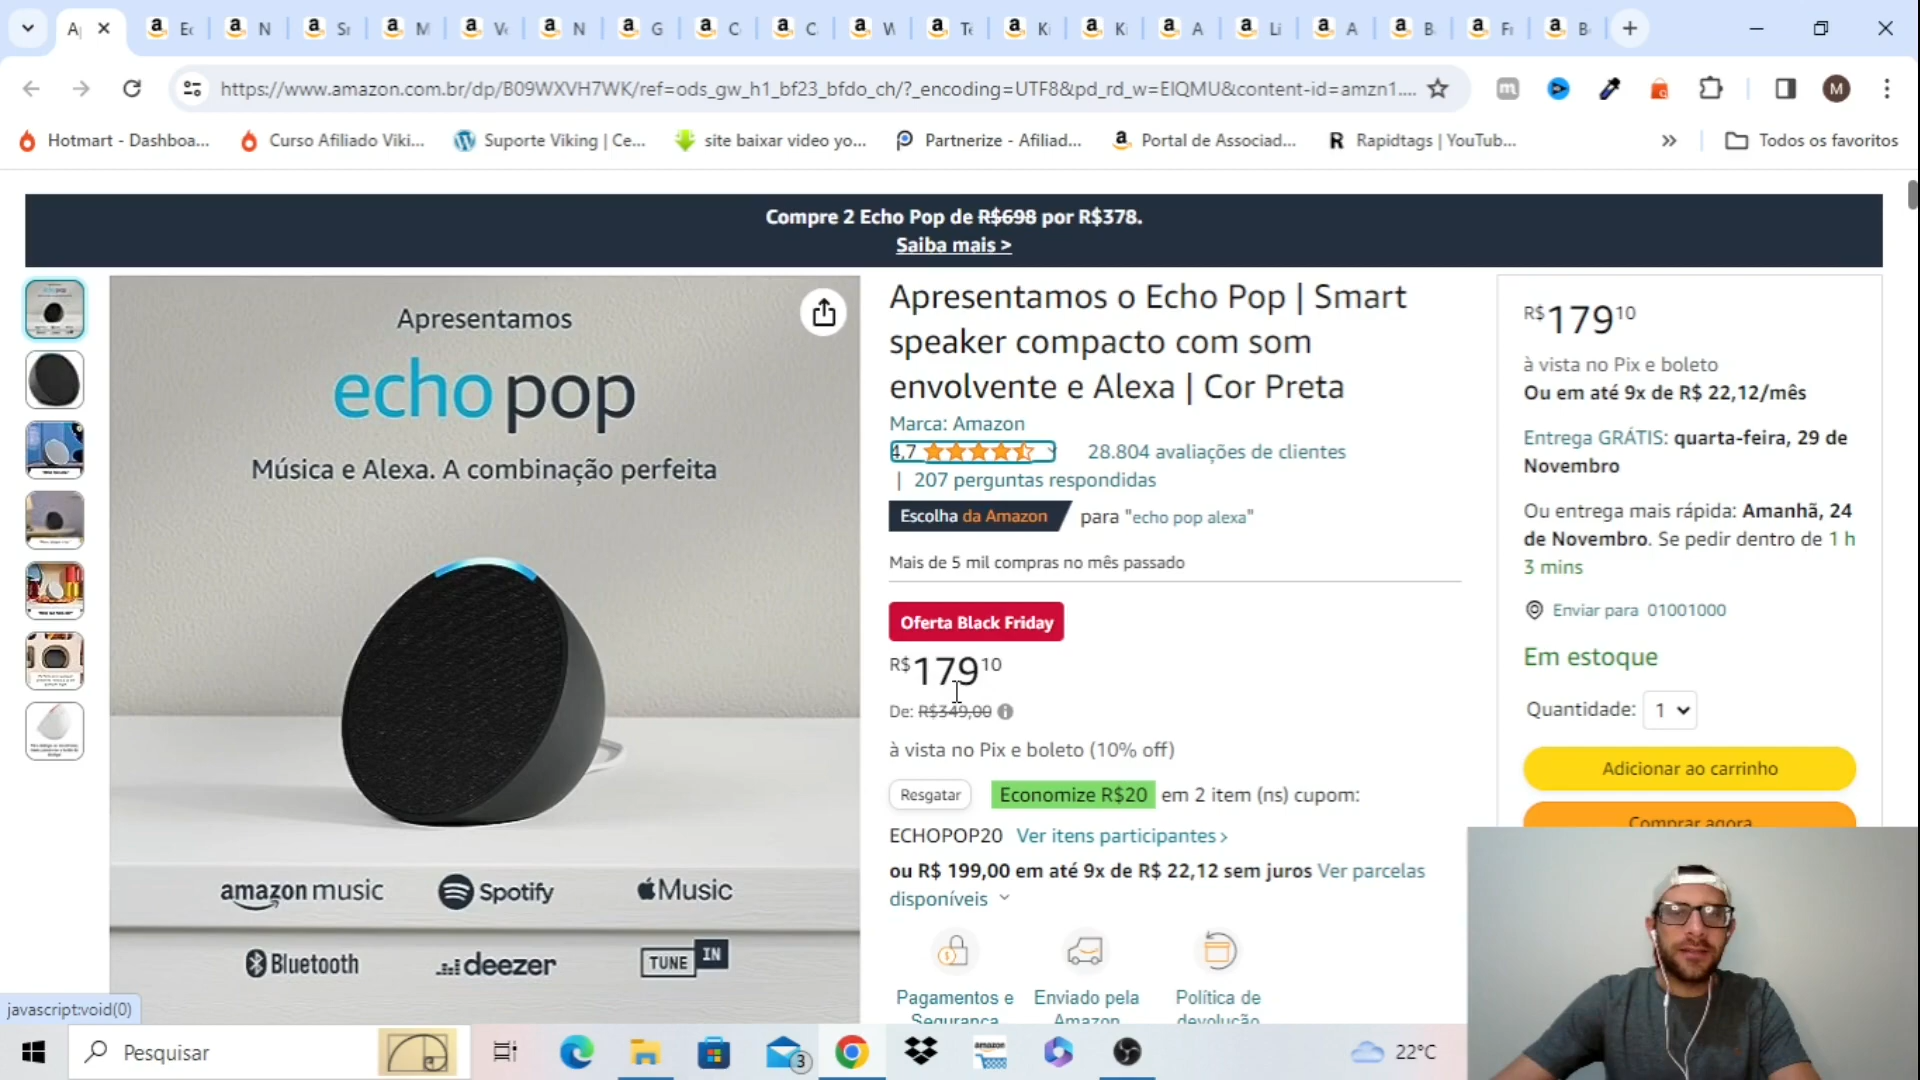 A
E
N
S
M
V
N
G
C
C
W
Te
K
K
A
Li
A
B
Fr
B
https://www.amazon.com.br/dp/B09WXVH7WK/ref=ods_gw_h1_bf23_bfdo_ch/?_encoding=UTF8&pd_rd_w=EIQMU&content-id=amzn1....
M
Hotmart - Dashboa...
Curso Afiliado Viki...
Suporte Viking | Ce...
site baixar video yo...
Partnerize - Afiliad...
Portal de Associad...
Rapidtags | YouTub...
»
Todos os favoritos
Compre 2 Echo Pop de R$698 por R$378.
Saiba mais >
Apresentamos
echo pop
Música e Alexa. A combinação perfeita
amazon music
Spotify
Music
Bluetooth
deezer
TUNE IN
Apresentamos o Echo Pop | Smart
speaker compacto com som
envolvente e Alexa | Cor Preta
Marca: Amazon
4,7 28.804 avaliações de clientes
| 207 perguntas respondidas
Escolha da Amazon para "echo pop alexa"
Mais de 5 mil compras no mês passado
Oferta Black Friday
R$ 179 10
De: R$349,00
à vista no Pix e boleto (10% off)
Resgatar Economize R$20 em 2 item (ns) cupom:
ECHOPOP20 Ver itens participantes ›
ou R$ 199,00 em até 9x de R$ 22,12 sem juros Ver parcelas
disponíveis
Pagamentos e
Segurança
Enviado pela
Amazon
Política de
devolução
R$ 179 10
à vista no Pix e boleto
Ou em até 9x de R$ 22,12/mês
Entrega GRÁTIS: quarta-feira, 29 de
Novembro
Ou entrega mais rápida: Amanhã, 24
de Novembro. Se pedir dentro de 1 h
3 mins
Enviar para 01001000
Em estoque
Quantidade: 1
Adicionar ao carrinho
Comprar agora
javascript:void(0)
Pesquisar
3
amazon
22°C